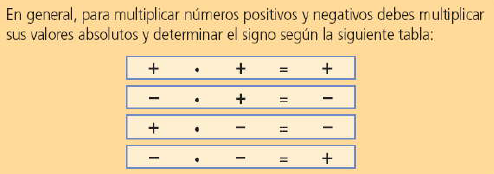 En general, para multiplicar números positivos y negativos debes multiplicar
sus valores absolutos y determinar el signo según la siguiente tabla:
+ · + = +
− · + = −
+ · − = −
− · − = +